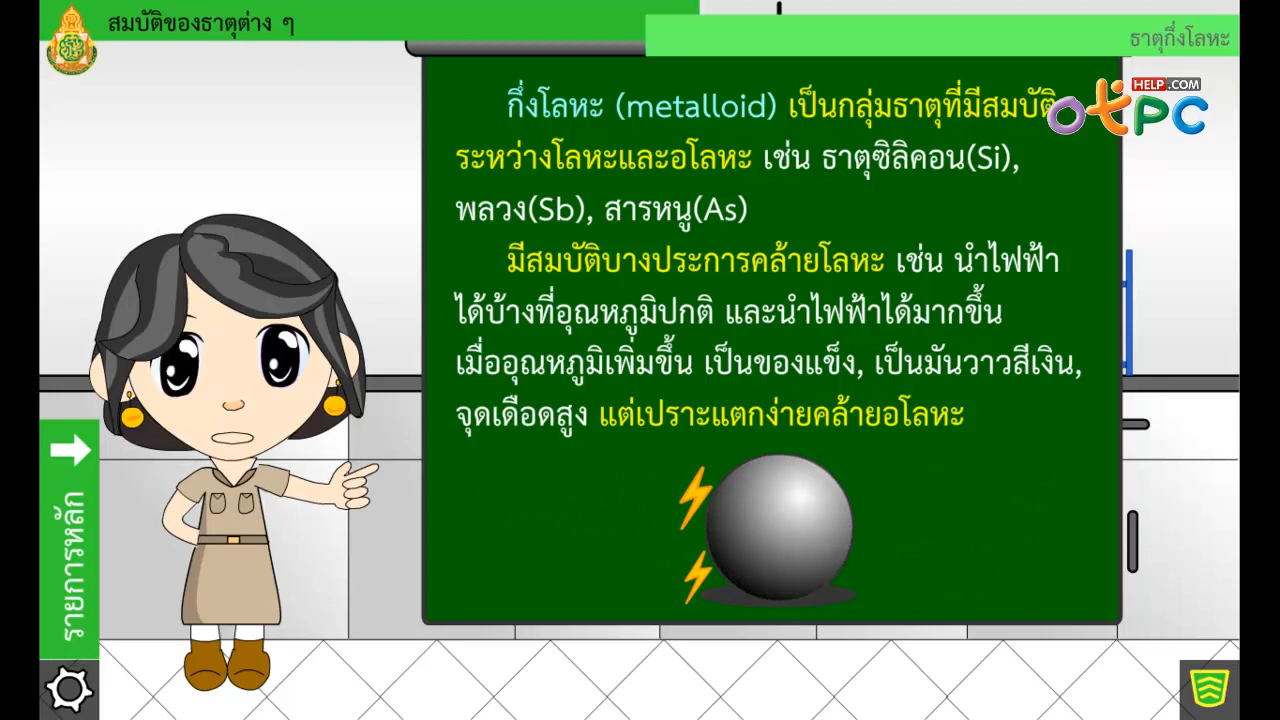 สมบัติของธาตุต่าง ๆ
ธาตุกึ่งโลหะ
HELP.COM
OTPC
กึ่งโลหะ (metalloid) เป็นกลุ่มธาตุที่มีสมบัติ
ระหว่างโลหะและอโลหะ เช่น ธาตุซิลิคอน(Si),
พลวง(Sb), สารหนู(As)
มีสมบัติบางประการคล้ายโลหะ เช่น นำไฟฟ้า
ได้บ้างที่อุณหภูมิปกติ และนำไฟฟ้าได้มากขึ้น
เมื่ออุณหภูมิเพิ่มขึ้น เป็นของแข็ง, เป็นมันวาวสีเงิน,
จุดเดือดสูง แต่เปราะแตกง่ายคล้ายอโลหะ
รายการหลัก